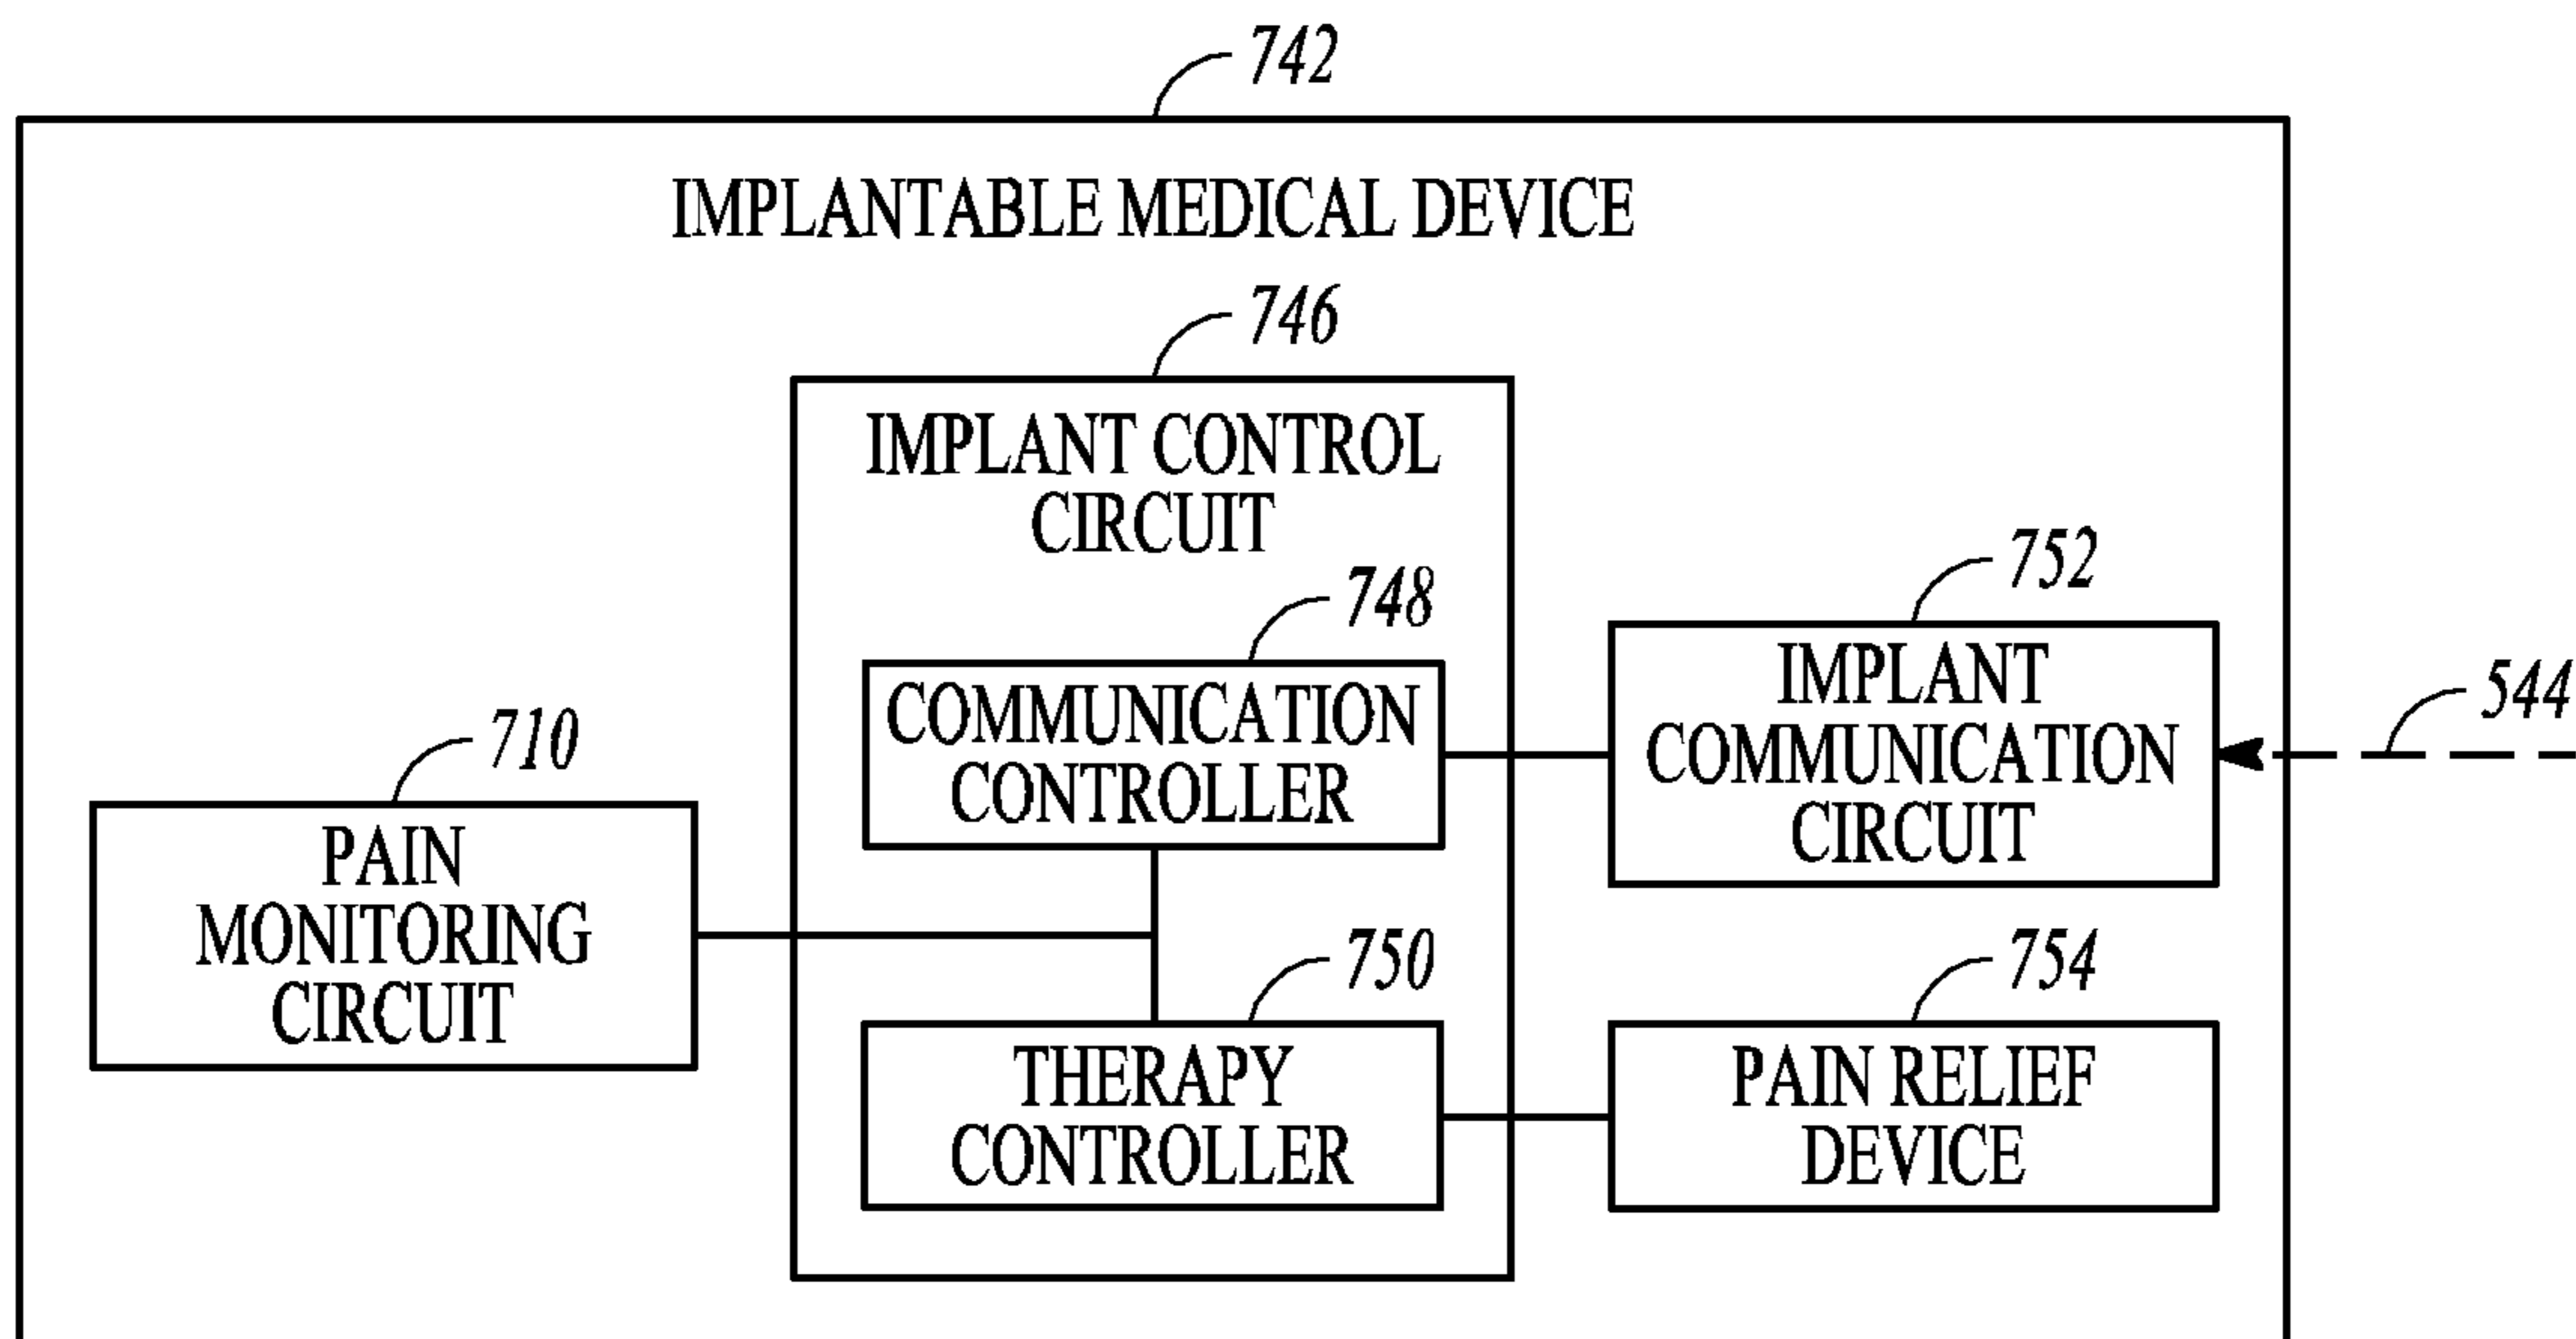 742
IMPLANTABLE MEDICAL DEVICE
746
IMPLANT CONTROL
CIRCUIT
752
748
IMPLANT
COMMUNICATION
CIRCUIT
544
COMMUNICATION
CONTROLLER
710
PAIN
MONITORING
CIRCUIT
750
THERAPY
CONTROLLER
754
PAIN RELIEF
DEVICE